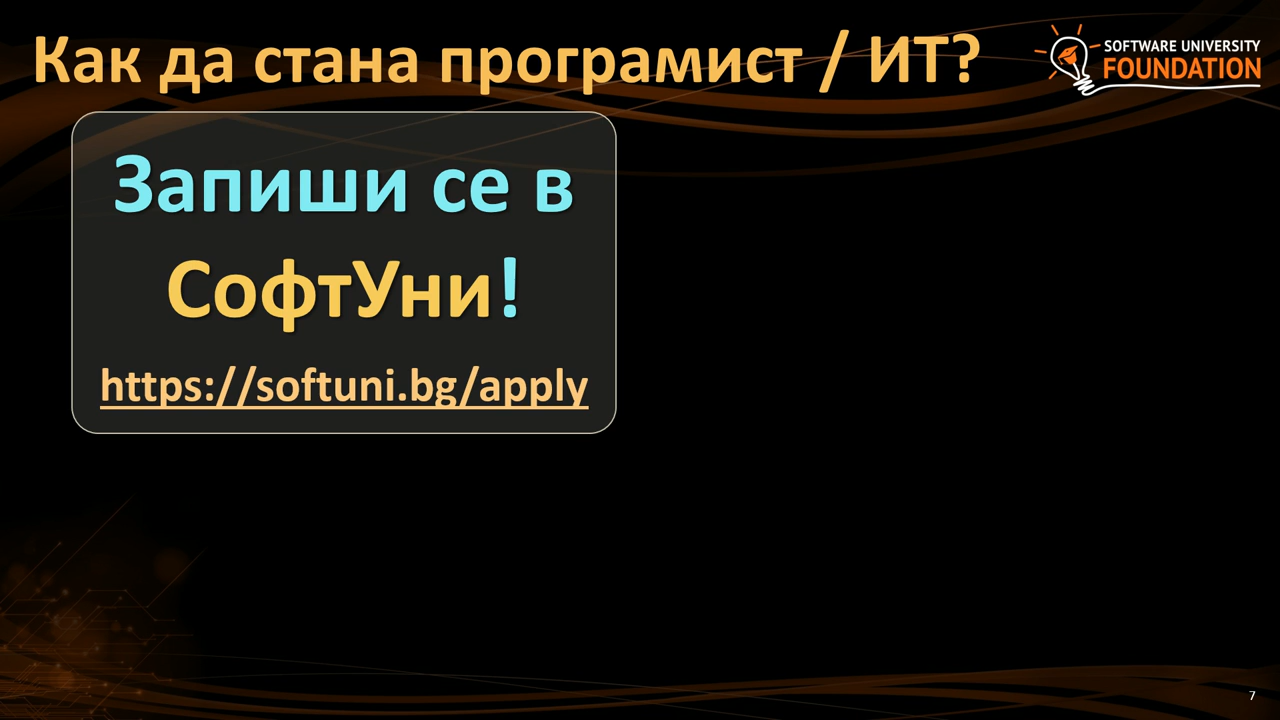 Как да стана програмист / ИТ?
SOFTWARE UNIVERSITY
FOUNDATION
Запиши се в
СофтУни!
https://softuni.bg/apply
7